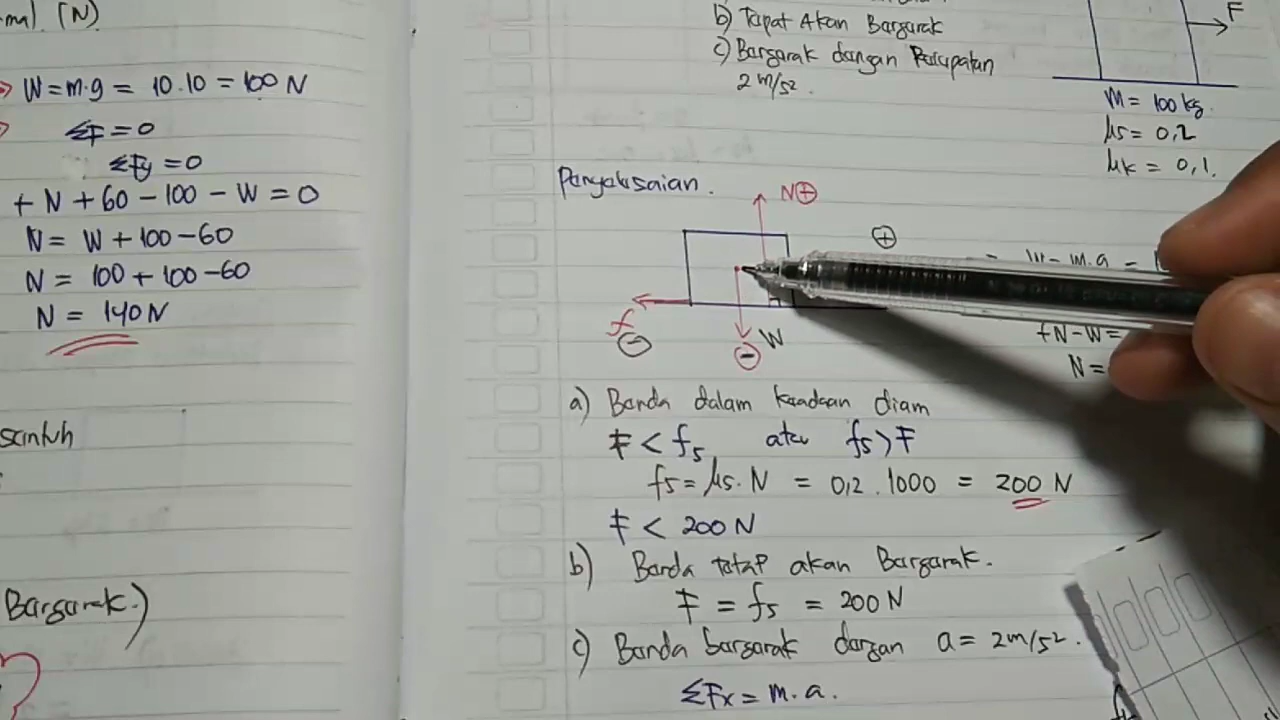 mal (N)
W = m.g = 10.10 = 100 N
ΣF = 0
ΣFy = 0
+ N + 60 - 100 - W = 0
N = W + 100 - 60
N = 100 + 100 - 60
N = 140 N
Bergerak.)
b) Tepat Akan Bergerak
c) Bergerak dengan Percepatan
2 m/s².
F
m = 100 kg.
μs = 0,2
μk = 0,1.
Penyelesaian.
N +
+
f
-
W
-
W = m.g =
+N - W =
N =
a) Benda dalam keadaan diam
F < fs atau fs > F
fs = μs. N = 0,2 . 1000 = 200 N
F < 200 N
b) Benda tetap akan Bergerak.
F = fs = 200 N
c) Benda bergerak dengan a = 2 m/s².
ΣFx = m.a.